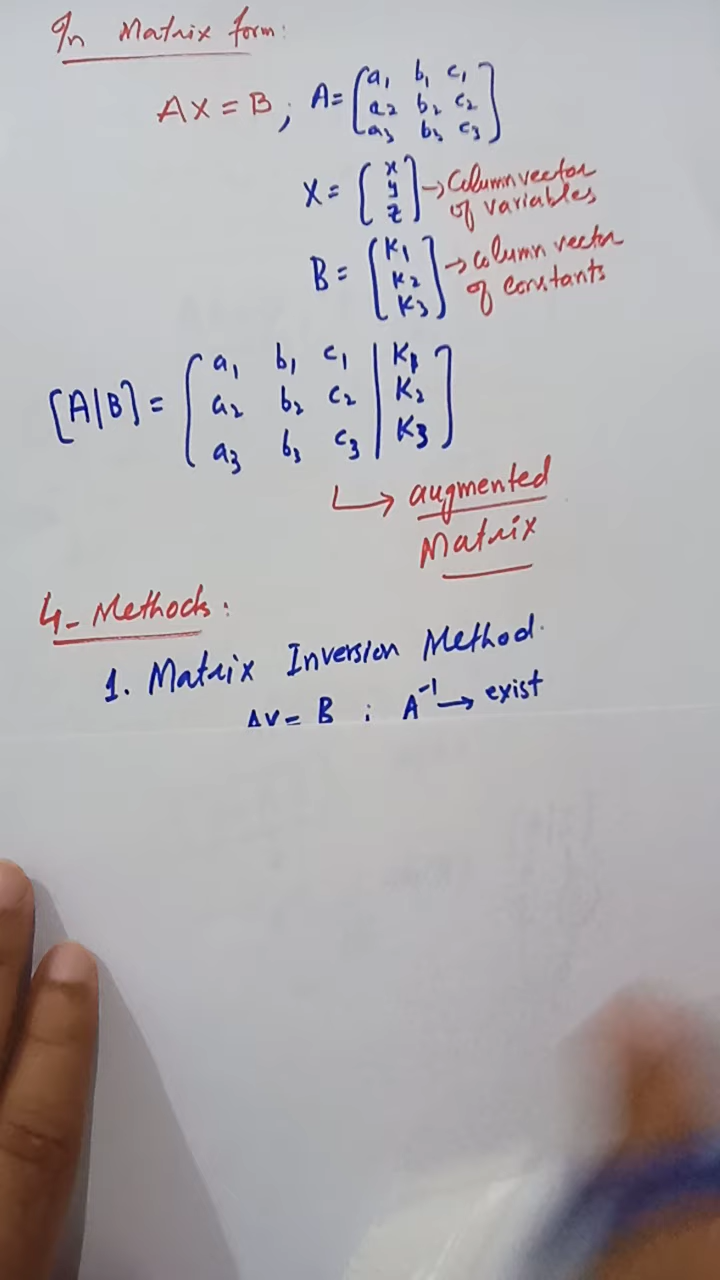 In Matrix form:
AX = B ; A = [a₁ b₁ c₁
a₂ b₂ c₂
a₃ b₃ c₃]
X = [x
y
z] → Column vector
of variables
B = [K₁
K₂
K₃] → column vector
of constants
[A|B] = [a₁ b₁ c₁ | K₁
a₂ b₂ c₂ | K₂
a₃ b₃ c₃ | K₃]
↳ augmented
Matrix
4- Methods:
1. Matrix Inversion Method.
AX = B ; A⁻¹ → exist